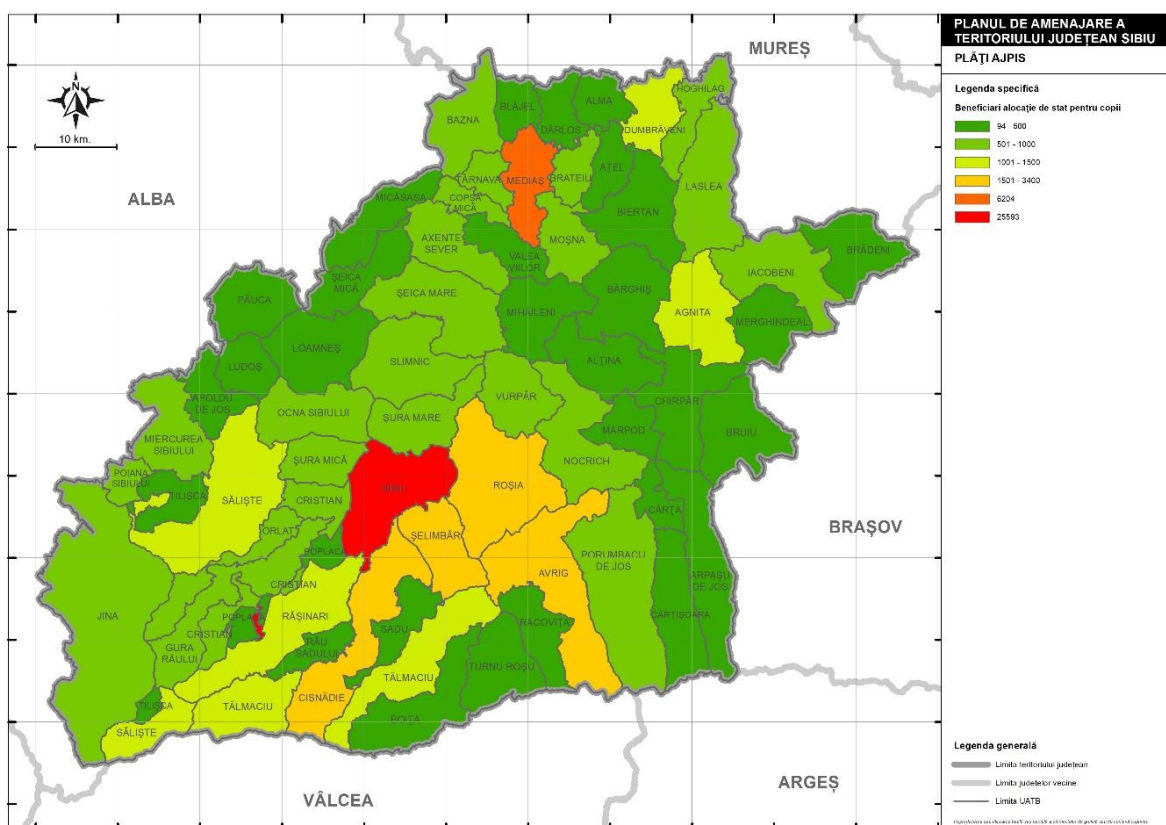 PLANUL DE AMENAJARE A
TERITORIULUI JUDEȚEAN SIBIU
PLĂŢI AJPIS
Legenda specifică
Beneficiari alocație de stat pentru copii
94 - 500
501 - 1000
1001 - 1500
1501 - 3400
6204
25593
N
10 km.
MUREȘ
ALBA
BRAȘOV
ARGEȘ
VÂLCEA
HOGHILAG
BLĂJEL
ALMA
BAZNA
DÂRLOS
DUMBRĂVENI
AȚEL
TÂRNAVA
MEDIAȘ
BRATEIU
LASLEA
MICĂSASA
COPȘA
MICĂ
BIERTAN
AXENTE
SEVER
MOȘNA
BRĂDENI
VALEA
VIILOR
IACOBENI
ȘEICA
MICĂ
BÂRGHIȘ
PĂUCA
ȘEICA MARE
MIHĂILENI
AGNITA
MERGHINDEAL
LOAMNEȘ
LUDOȘ
SLIMNIC
ALȚINA
APOLDU
DE JOS
VURPĂR
CHIRPĂR
OCNA SIBIULUI
ȘURA MARE
MARPOD
BRUIU
MIERCUREA
SIBIULUI
ȘURA MICĂ
NOCRICH
POIANA
SIBIULUI
TILIȘCA
SĂLIȘTE
CRISTIAN
SIBIU
ROȘIA
CÂRȚA
ORLAT
ȘELIMBĂR
POPLACA
PORUMBACU
DE JOS
AVRIG
ARPAȘU
DE JOS
CRISTIAN
JINA
POPLACA
RĂȘINARI
RACOVIȚA
CÂRȚIȘOARA
CRISTIAN
SADU
GURA
RÂULUI
RÂU
SADULUI
TURNU ROȘU
TĂLMACIU
CISNĂDIE
TILIȘCA
TĂLMACIU
BOIȚA
SĂLIȘTE
Legenda generală
Limita teritoriului județean
Limita județelor vecine
Limita UATB